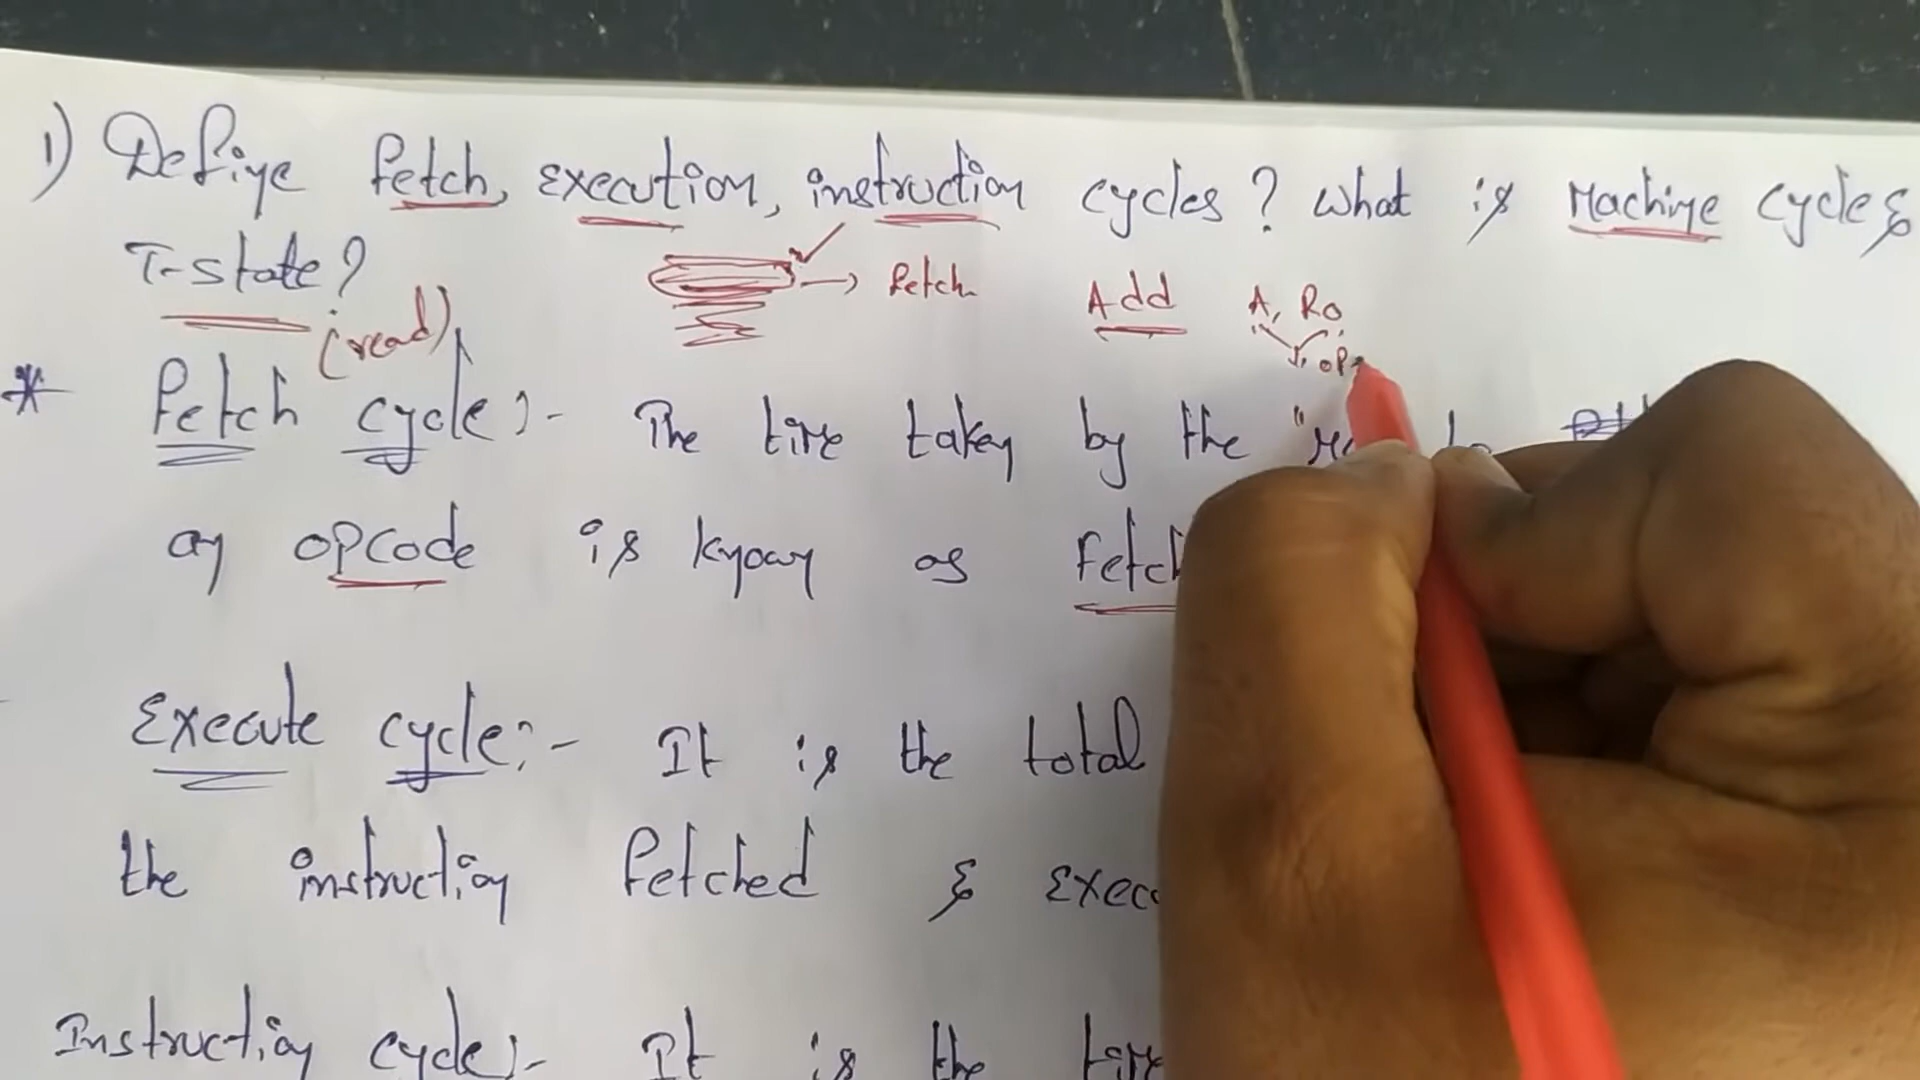 1) Define fetch, execution, instruction cycles? What is Machine cycle &
T-state?
→ fetch
Add A, R0
(read)
* Fetch cycle :- The time taken by the "
an opcode is known as Fetch
Execute cycle :- It is the total
the instruction fetched & exec
Instruction cycle :- It is the